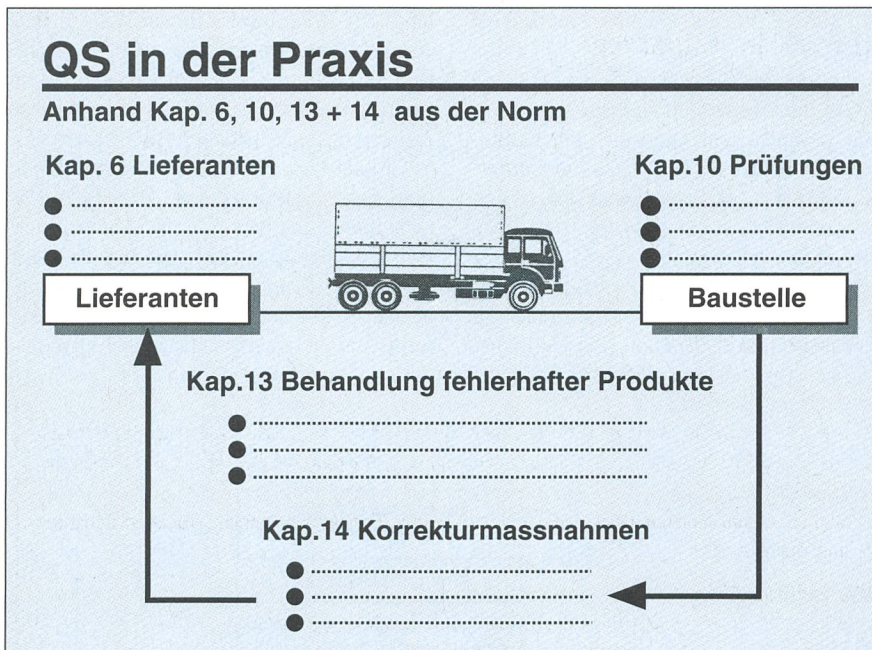 QS in der Praxis
Anhand Kap. 6, 10, 13 + 14 aus der Norm
Kap. 6 Lieferanten
Kap.10 Prüfungen
Lieferanten
Baustelle
Kap.13 Behandlung fehlerhafter Produkte
Kap.14 Korrekturmassnahmen